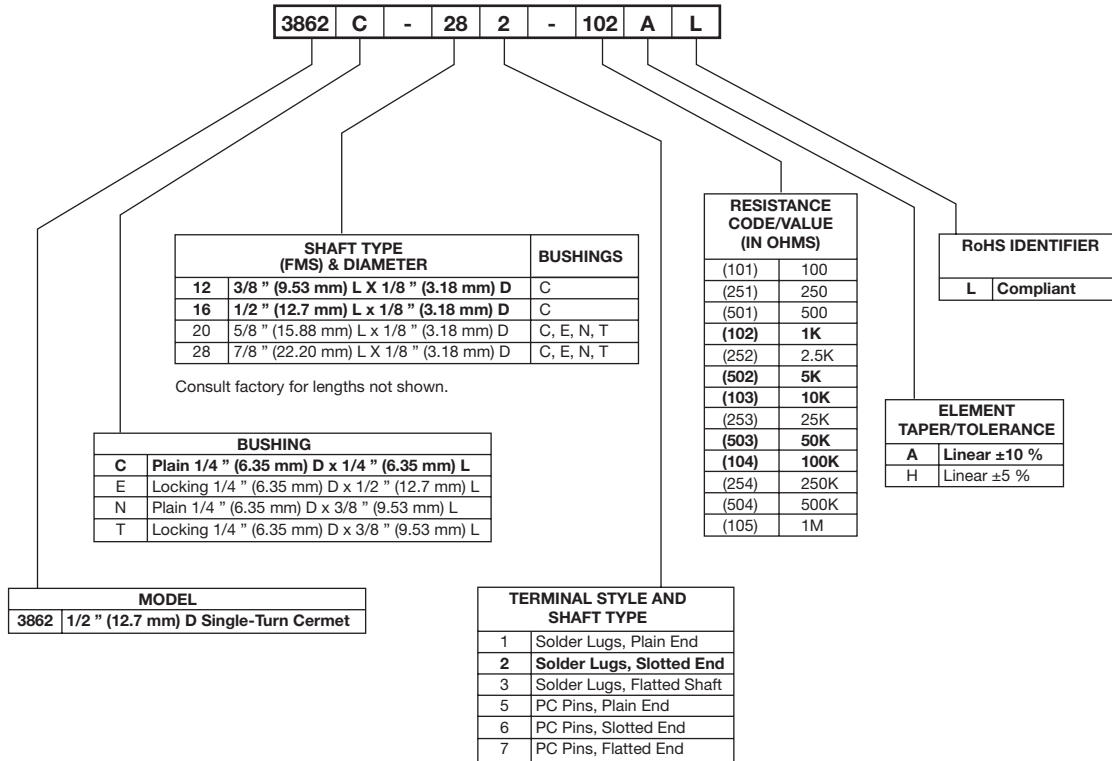 3862 C - 28 2 - 102 A L
SHAFT TYPE
(FMS) & DIAMETER
BUSHINGS
12 3/8 ” (9.53 mm) L X 1/8 ” (3.18 mm) D C
16 1/2 ” (12.7 mm) L x 1/8 ” (3.18 mm) D C
20 5/8 ” (15.88 mm) L x 1/8 ” (3.18 mm) D C, E, N, T
28 7/8 ” (22.20 mm) L X 1/8 ” (3.18 mm) D C, E, N, T
Consult factory for lengths not shown.
BUSHING
C Plain 1/4 ” (6.35 mm) D x 1/4 ” (6.35 mm) L
E Locking 1/4 ” (6.35 mm) D x 1/2 ” (12.7 mm) L
N Plain 1/4 ” (6.35 mm) D x 3/8 ” (9.53 mm) L
T Locking 1/4 ” (6.35 mm) D x 3/8 ” (9.53 mm) L
MODEL
3862 1/2 ” (12.7 mm) D Single-Turn Cermet
TERMINAL STYLE AND
SHAFT TYPE
1 Solder Lugs, Plain End
2 Solder Lugs, Slotted End
3 Solder Lugs, Flatted Shaft
5 PC Pins, Plain End
6 PC Pins, Slotted End
7 PC Pins, Flatted End
RESISTANCE
CODE/VALUE
(IN OHMS)
(101) 100
(251) 250
(501) 500
(102) 1K
(252) 2.5K
(502) 5K
(103) 10K
(253) 25K
(503) 50K
(104) 100K
(254) 250K
(504) 500K
(105) 1M
ELEMENT
TAPER/TOLERANCE
A Linear ±10 %
H Linear ±5 %
RoHS IDENTIFIER
L Compliant